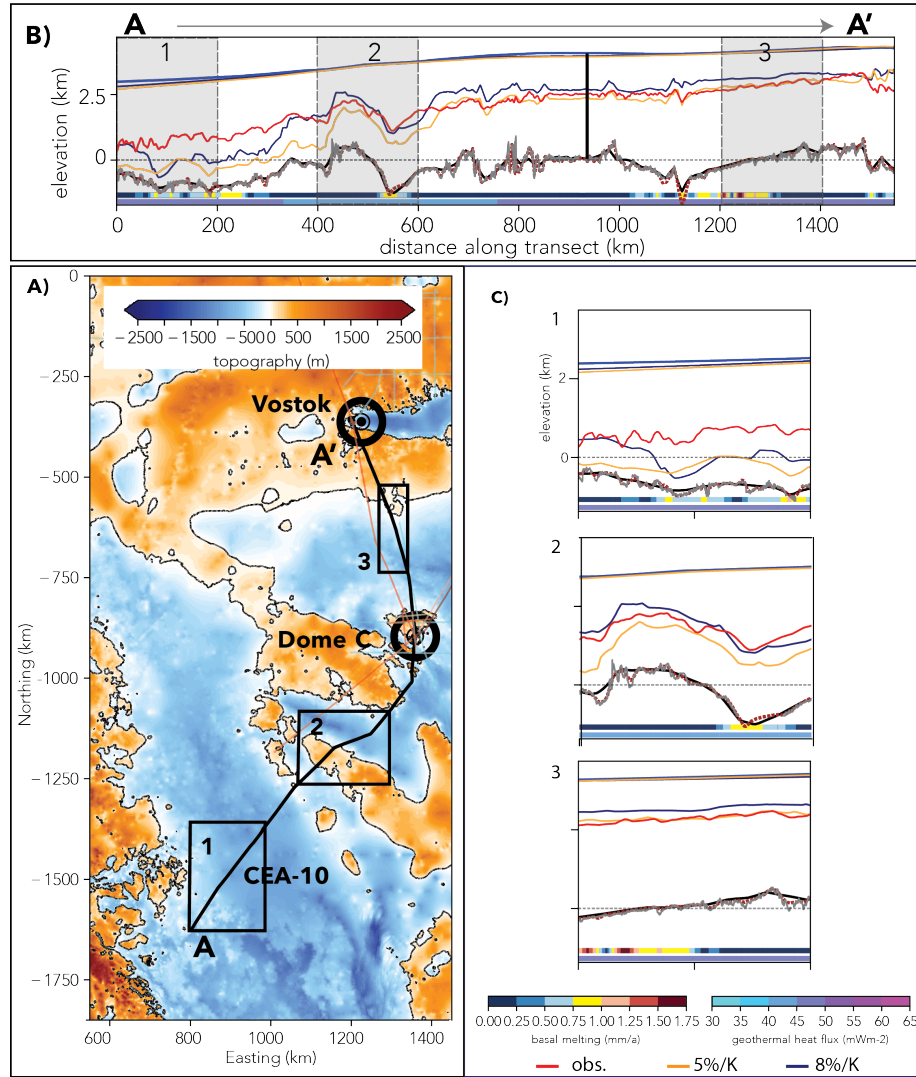 A
A'
B)
1
2
3
elevation (km)
2.5
0
0
200
400
600
800
1000
1200
1400
distance along transect (km)
A)
0
−2500
−1500
−5000
500
1500
2500
topography (m)
−250
Vostok
A'
−500
3
−750
Dome C
Northing (km)
−1000
2
−1250
1
CEA-10
−1500
A
−1750
600
800
1000
1200
1400
Easting (km)
C)
1
elevation (km)
2
0
2
3
0.00 0.25 0.50 0.75 1.00 1.25 1.50 1.75
basal melting (mm/a)
30 35 40 45 50 55 60 65
geothermal heat flux (mWm-2)
obs.
5%/K
8%/K